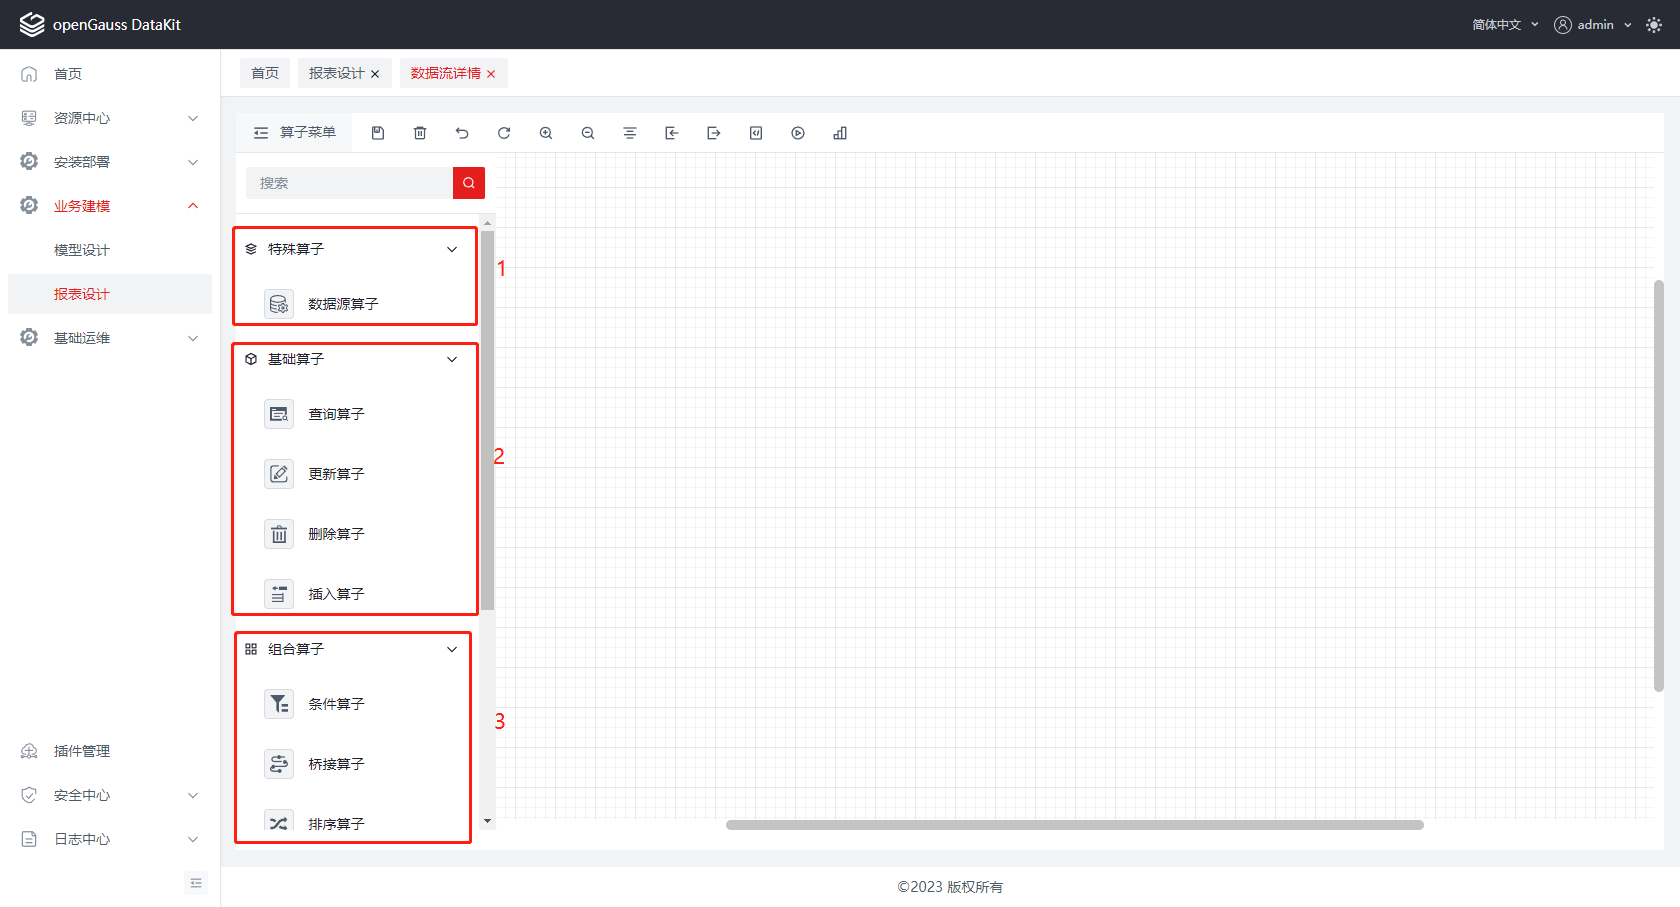 openGauss DataKit
简体中文
admin
首页
资源中心
安装部署
业务建模
模型设计
报表设计
基础运维
插件管理
安全中心
日志中心
首页
报表设计
数据流详情
算子菜单
搜索
特殊算子
数据源算子
1
基础算子
查询算子
更新算子
2
删除算子
插入算子
组合算子
条件算子
3
桥接算子
排序算子
©2023 版权所有